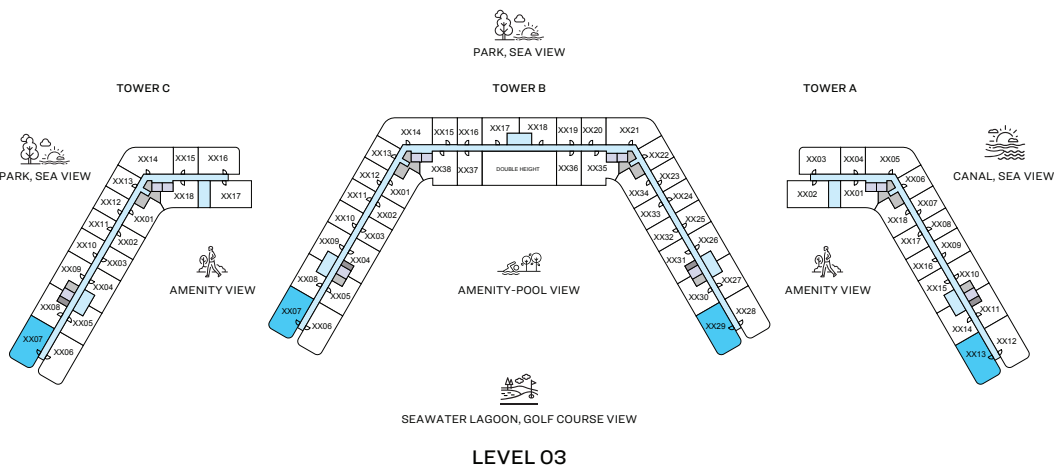 PARK, SEA VIEW
TOWER C
TOWER B
TOWER A
PARK, SEA VIEW
CANAL, SEA VIEW
XX14
XX15
XX16
XX13
XX18
XX17
XX12
XX01
XX11
XX02
XX10
XX03
XX09
XX04
XX08
XX05
XX07
XX06
AMENITY VIEW
XX14
XX15
XX16
XX17
XX18
XX19
XX20
XX21
XX13
XX38
XX37
DOUBLE HEIGHT
XX36
XX35
XX22
XX12
XX01
XX34
XX23
XX11
XX02
XX33
XX24
XX10
XX03
XX32
XX25
XX09
XX04
XX31
XX26
XX08
XX05
XX30
XX27
XX07
XX06
XX29
XX28
AMENITY-POOL VIEW
XX03
XX04
XX05
XX02
XX01
XX06
XX18
XX07
XX17
XX08
XX16
XX09
XX15
XX10
XX14
XX11
XX13
XX12
AMENITY VIEW
SEAWATER LAGOON, GOLF COURSE VIEW
LEVEL 03